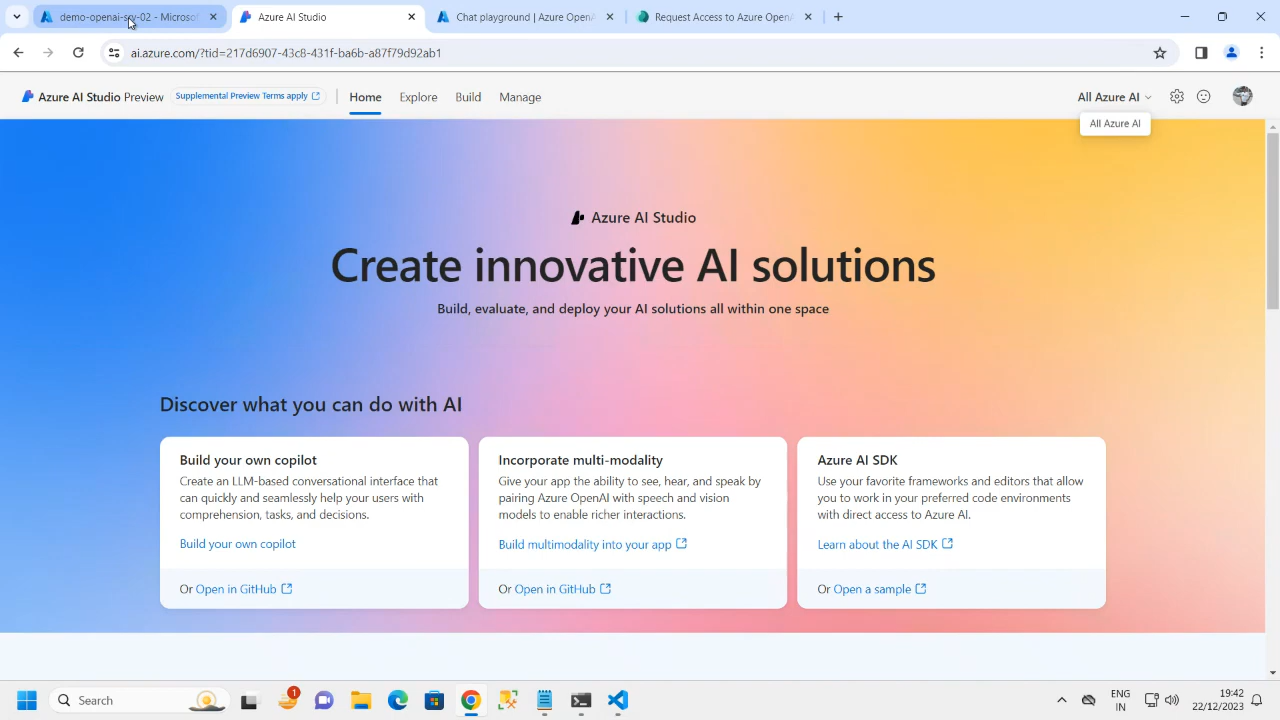 demo-openai-srv-02 - Microsof
Azure AI Studio
Chat playground | Azure OpenA
Request Access to Azure OpenA
ai.azure.com/?tid=217d6907-43c8-431f-ba6b-a87f79d92ab1
Azure AI Studio Preview
Supplemental Preview Terms apply
Home
Explore
Build
Manage
All Azure AI
All Azure AI
Azure AI Studio
Create innovative AI solutions
Build, evaluate, and deploy your AI solutions all within one space
Discover what you can do with AI
Build your own copilot
Create an LLM-based conversational interface that
can quickly and seamlessly help your users with
comprehension, tasks, and decisions.
Build your own copilot
Or Open in GitHub
Incorporate multi-modality
Give your app the ability to see, hear, and speak by
pairing Azure OpenAI with speech and vision
models to enable richer interactions.
Build multimodality into your app
Or Open in GitHub
Azure AI SDK
Use your favorite frameworks and editors that allow
you to work in your preferred code environments
with direct access to Azure AI.
Learn about the AI SDK
Or Open a sample
Search
1
ENG
IN
19:42
22/12/2023